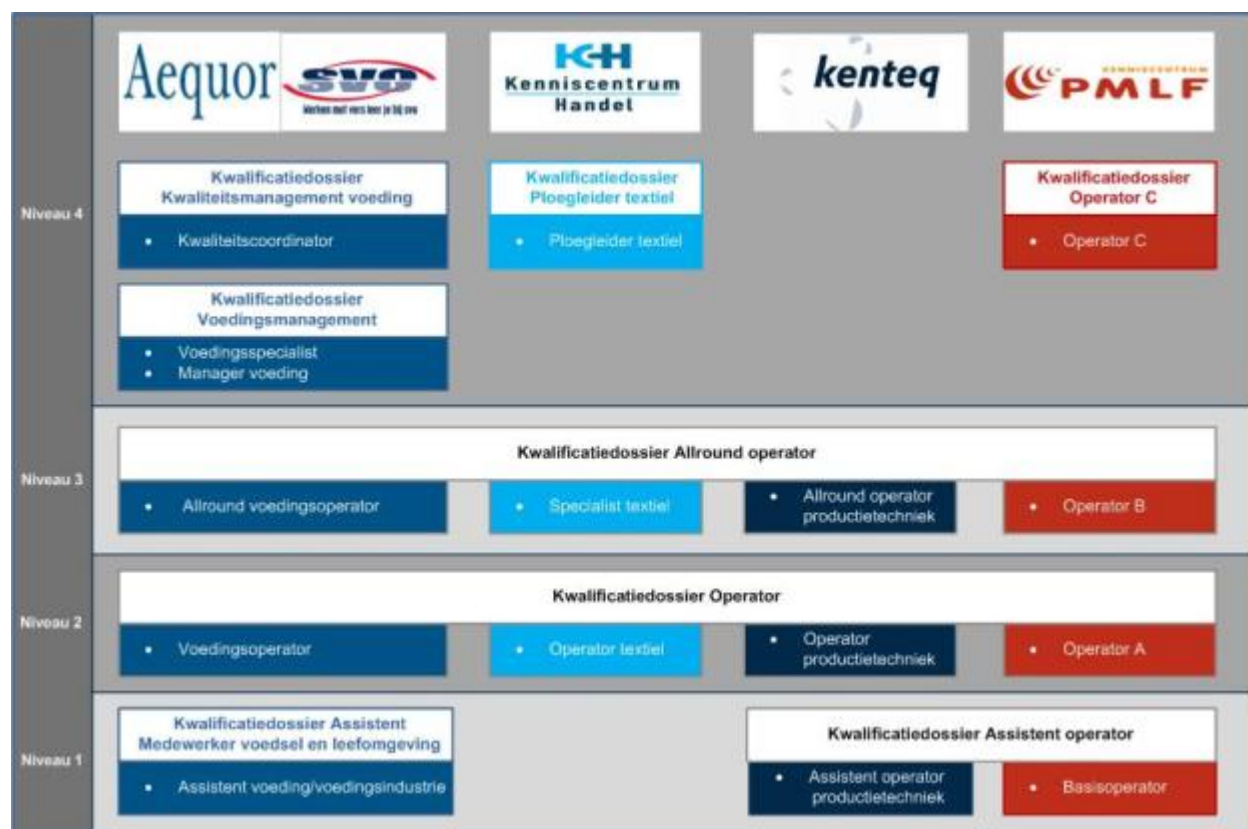 Aequor
svo
Werken met vers leer je bij svo
KCH
Kenniscentrum
Handel
kenteq
KENNISCENTRUM
PMLF
Niveau 4
Kwalificatiedossier
Kwaliteitsmanagement voeding
• Kwaliteitscoordinator
Kwalificatiedossier
Ploegleider textiel
• Ploegleider textiel
Kwalificatiedossier
Operator C
• Operator C
Kwalificatiedossier
Voedingsmanagement
• Voedingsspecialist
• Manager voeding
Niveau 3
Kwalificatiedossier Allround operator
• Allround voedingsoperator
• Specialist textiel
• Allround operator
productietechniek
• Operator B
Niveau 2
Kwalificatiedossier Operator
• Voedingsoperator
• Operator textiel
• Operator
productietechniek
• Operator A
Niveau 1
Kwalificatiedossier Assistent
Medewerker voedsel en leefomgeving
• Assistent voeding/voedingsindustrie
Kwalificatiedossier Assistent operator
• Assistent operator
productietechniek
• Basisoperator